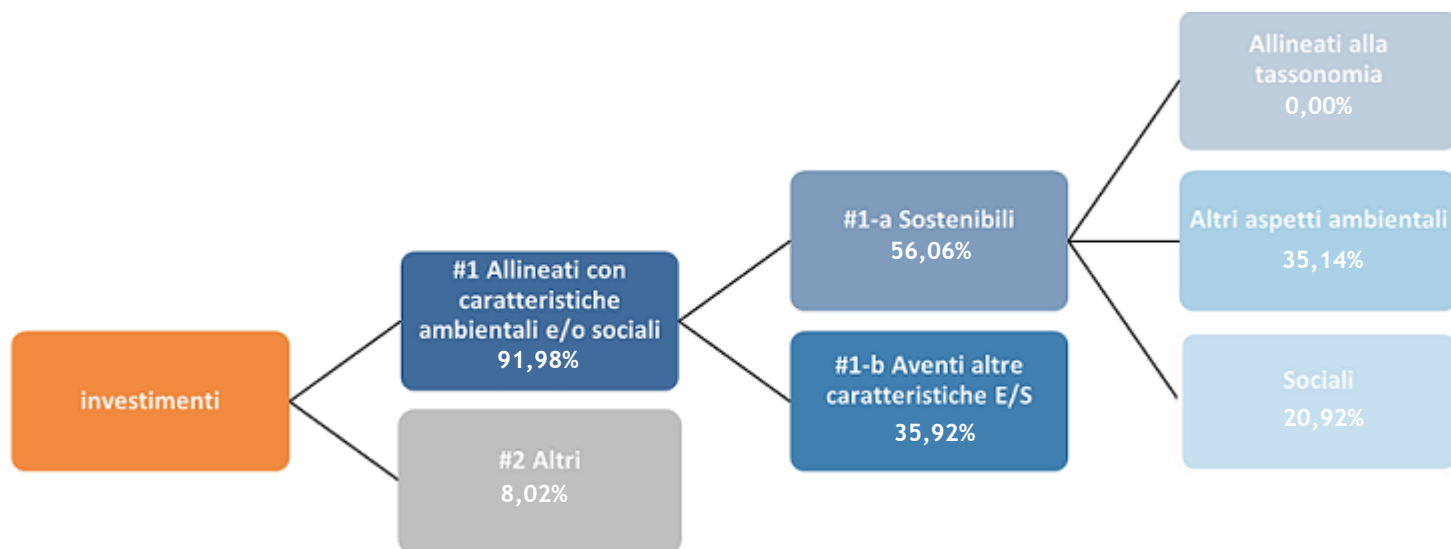 investimenti
#1 Allineati con
caratteristiche
ambientali e/o sociali
91,98%
#2 Altri
8,02%
#1-a Sostenibili
56,06%
#1-b Aventi altre
caratteristiche E/S
35,92%
Allineati alla
tassonomia
0,00%
Altri aspetti ambientali
35,14%
Sociali
20,92%